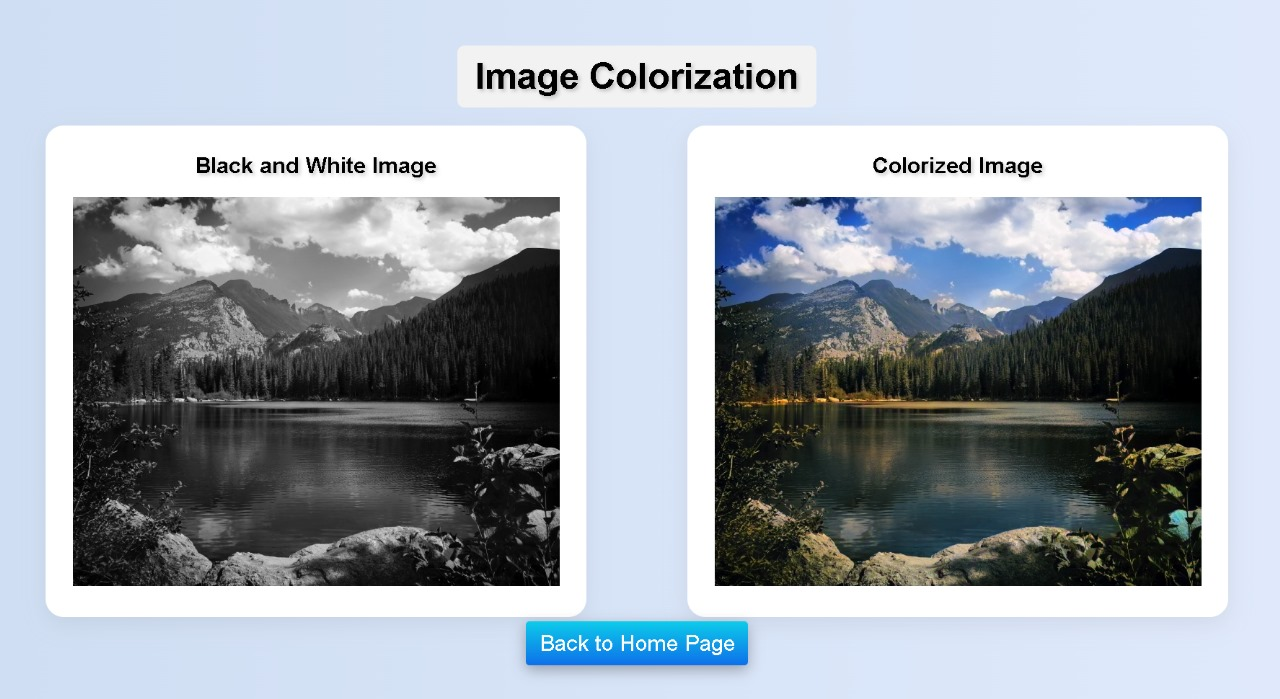 Image Colorization
Black and White Image
Colorized Image
Back to Home Page